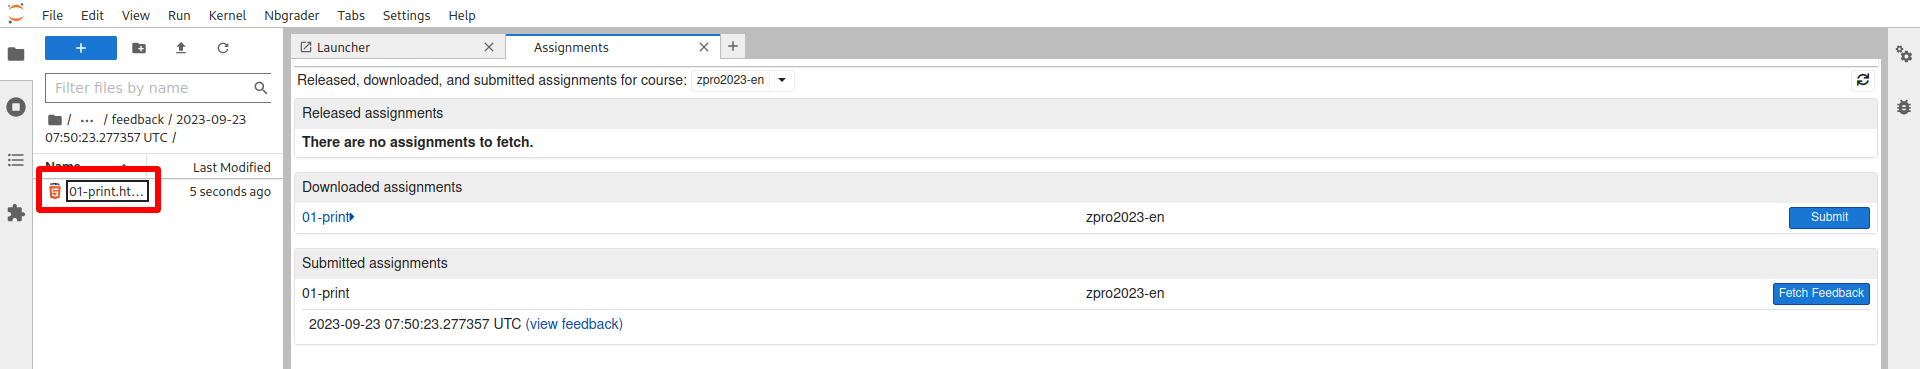 File Edit View Run Kernel Nbgrader Tabs Settings Help
Launcher
Assignments
Filter files by name
/ ... / feedback / 2023-09-23
07:50:23.277357 UTC /
Name
Last Modified
01-print.ht...
5 seconds ago
Released, downloaded, and submitted assignments for course: zpro2023-en
Released assignments
There are no assignments to fetch.
Downloaded assignments
01-print zpro2023-en Submit
Submitted assignments
01-print zpro2023-en Fetch Feedback
2023-09-23 07:50:23.277357 UTC (view feedback)